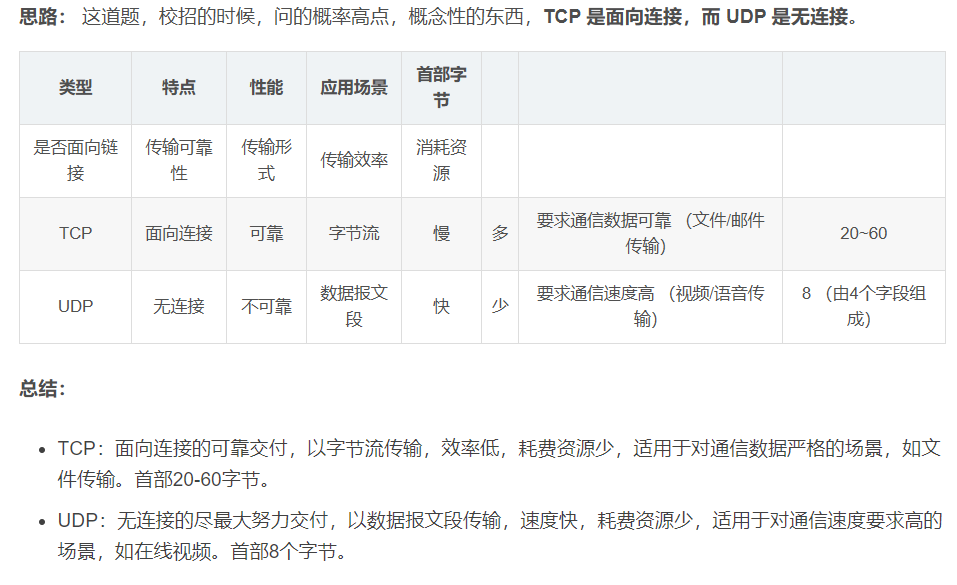 思路： 这道题，校招的时候，问的概率高点，概念性的东西，TCP 是面向连接，而 UDP 是无连接。
类型 特点 性能 应用场景 首部字
节
是否面向链 传输可靠 传输形 传输效率 消耗资
接 性 式 源
TCP 面向连接 可靠 字节流 慢 多 要求通信数据可靠 （文件/邮件 20~60
传输）
UDP 无连接 不可靠 数据报文 快 少 要求通信速度高 （视频/语音传 8 （由4个字段组
段 输） 成）
总结：
• TCP：面向连接的可靠交付，以字节流传输，效率低，耗费资源少，适用于对通信数据严格的场景，如文
件传输。首部20-60字节。
• UDP：无连接的尽最大努力交付，以数据报文段传输，速度快，耗费资源少，适用于对通信速度要求高的
场景，如在线视频。首部8个字节。